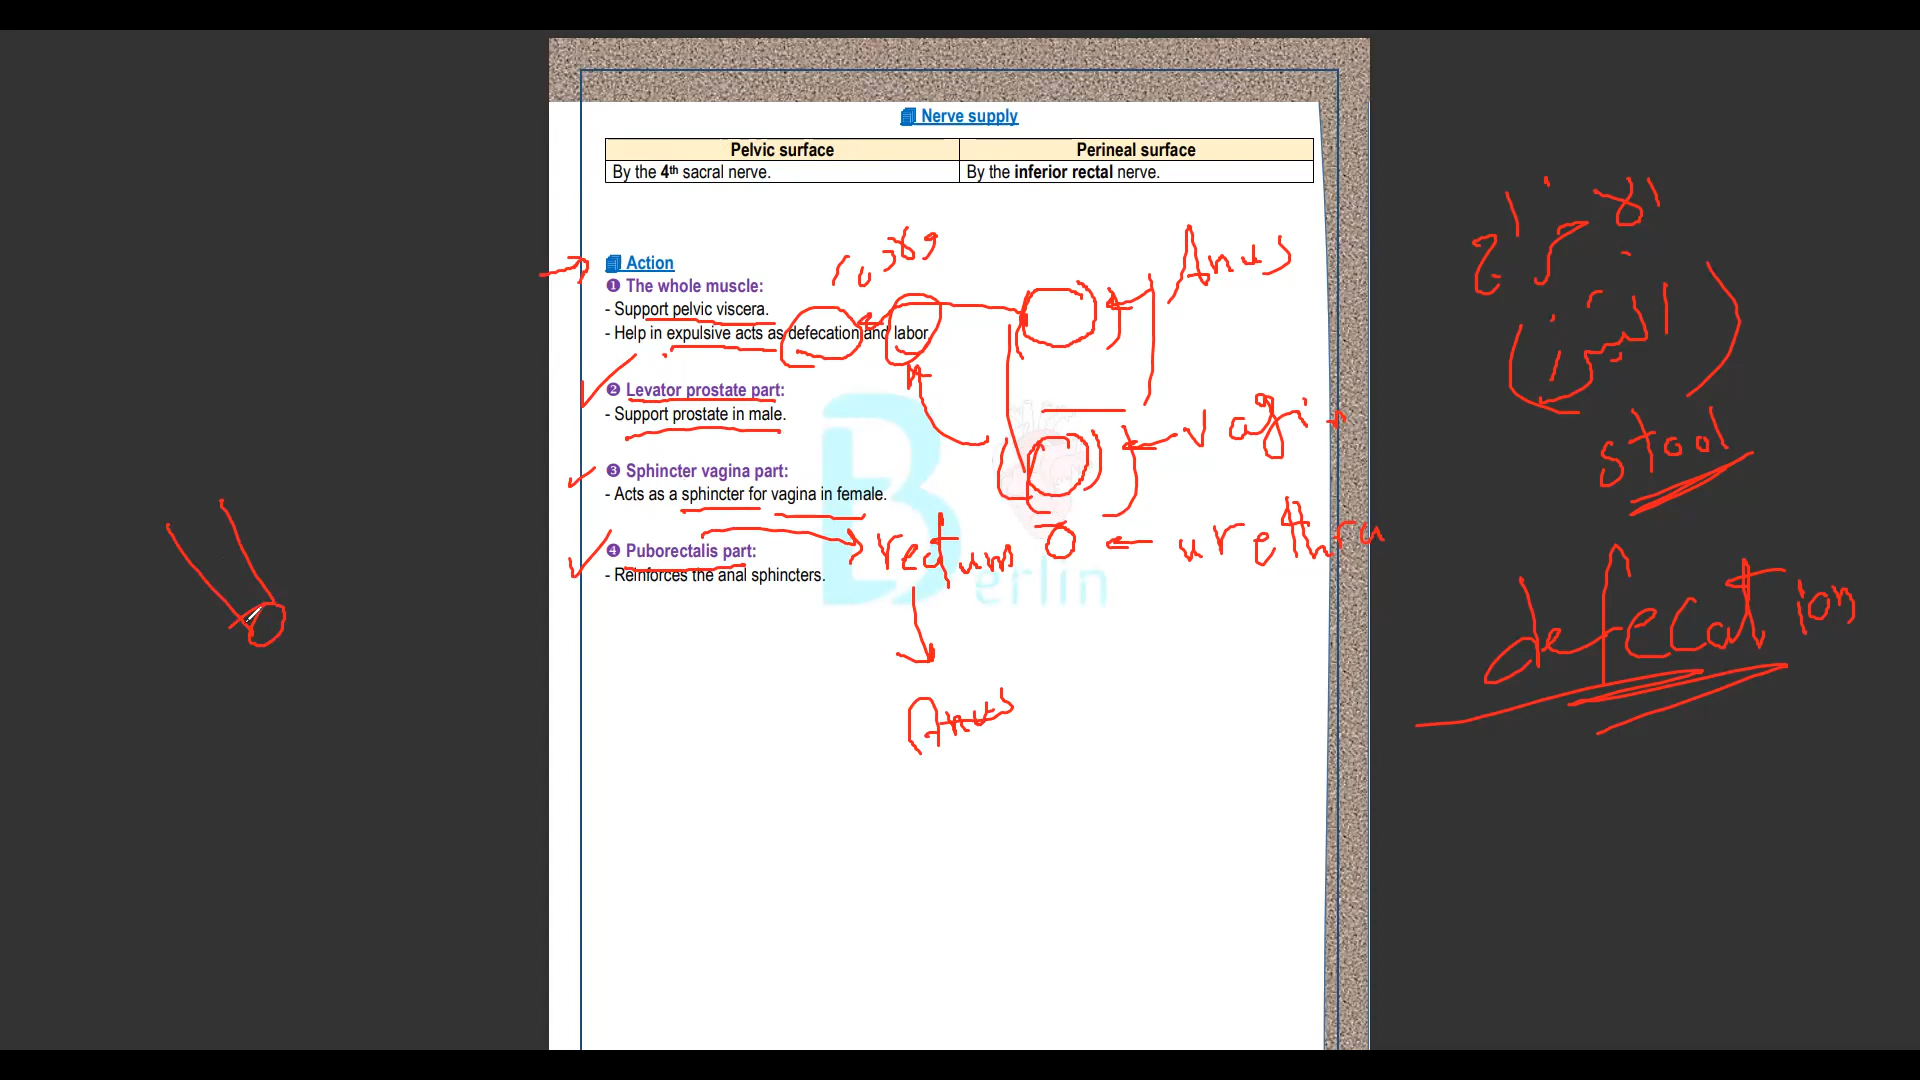 Nerve supply
Pelvic surface Perineal surface
By the 4th sacral nerve. By the inferior rectal nerve.
Action
❶ The whole muscle:
- Support pelvic viscera.
- Help in expulsive acts as defecation and labor.
❷ Levator prostate part:
- Support prostate in male.
❸ Sphincter vagina part:
- Acts as a sphincter for vagina in female.
❹ Puborectalis part:
- Reinforces the anal sphincters.
Berlin
Anus
urethra
rectum
Anus
stool
defecation